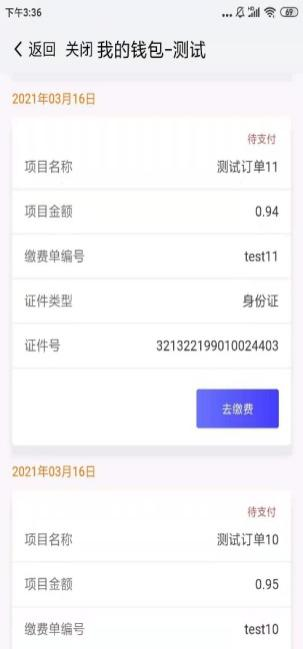 下午3:36 ... HD 69
返回 关闭 我的钱包-测试
2021年03月16日
待支付
项目名称 测试订单11
项目金额 0.94
缴费单编号 test11
证件类型 身份证
证件号 321322199010024403
去缴费
2021年03月16日
待支付
项目名称 测试订单10
项目金额 0.95
缴费单编号 test10